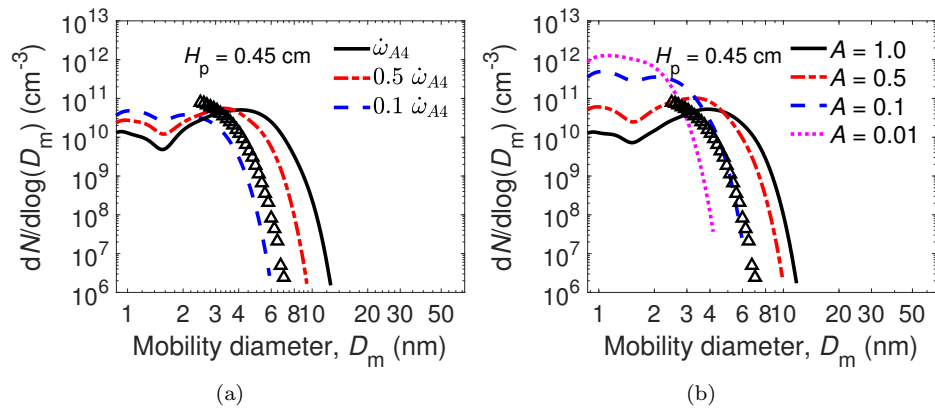 10^13
10^12
10^11
10^10
10^9
10^8
10^7
10^6
dN/dlog(D_m) (cm^-3)
H_p = 0.45 cm
ω̇_A4
0.5 ω̇_A4
0.1 ω̇_A4
1 2 3 4 6 8 10 20 30 50
Mobility diameter, D_m (nm)
(a)
10^13
10^12
10^11
10^10
10^9
10^8
10^7
10^6
dN/dlog(D_m) (cm^-3)
H_p = 0.45 cm
A = 1.0
A = 0.5
A = 0.1
A = 0.01
1 2 3 4 6 8 10 20 30 50
Mobility diameter, D_m (nm)
(b)